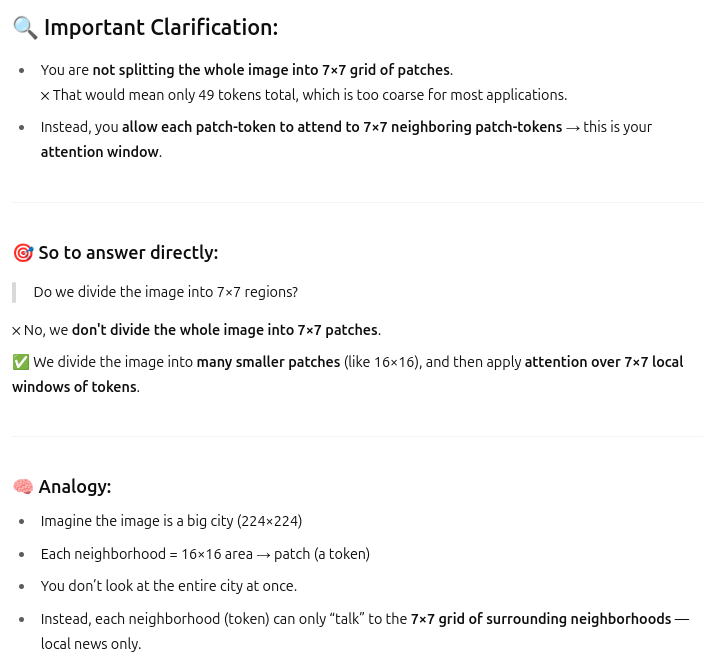 🔍 Important Clarification:
• You are not splitting the whole image into 7×7 grid of patches.
× That would mean only 49 tokens total, which is too coarse for most applications.
• Instead, you allow each patch-token to attend to 7×7 neighboring patch-tokens → this is your
attention window.
🎯 So to answer directly:
Do we divide the image into 7×7 regions?
× No, we don't divide the whole image into 7×7 patches.
✅ We divide the image into many smaller patches (like 16×16), and then apply attention over 7×7 local
windows of tokens.
🧠 Analogy:
• Imagine the image is a big city (224×224)
• Each neighborhood = 16×16 area → patch (a token)
• You don’t look at the entire city at once.
• Instead, each neighborhood (token) can only “talk” to the 7×7 grid of surrounding neighborhoods —
local news only.